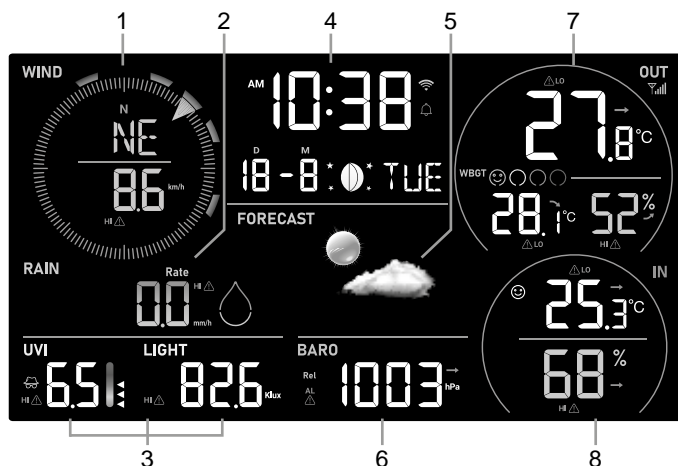 1 2 4 5 7
WIND
N
NE
8.6 km/h
HI
AM 10:38
D M
18-8 TUE
FORECAST
OUT
LO
27.8°C
WBGT
28.1°C 52%
LO HI
RAIN
Rate
HI
0.0 mm/h
IN
LO
25.3°C
68%
HI
UVI LIGHT
HI 6.5 HI 82.6 Klux
BARO
Rel
AL
1003 hPa
3 6 8